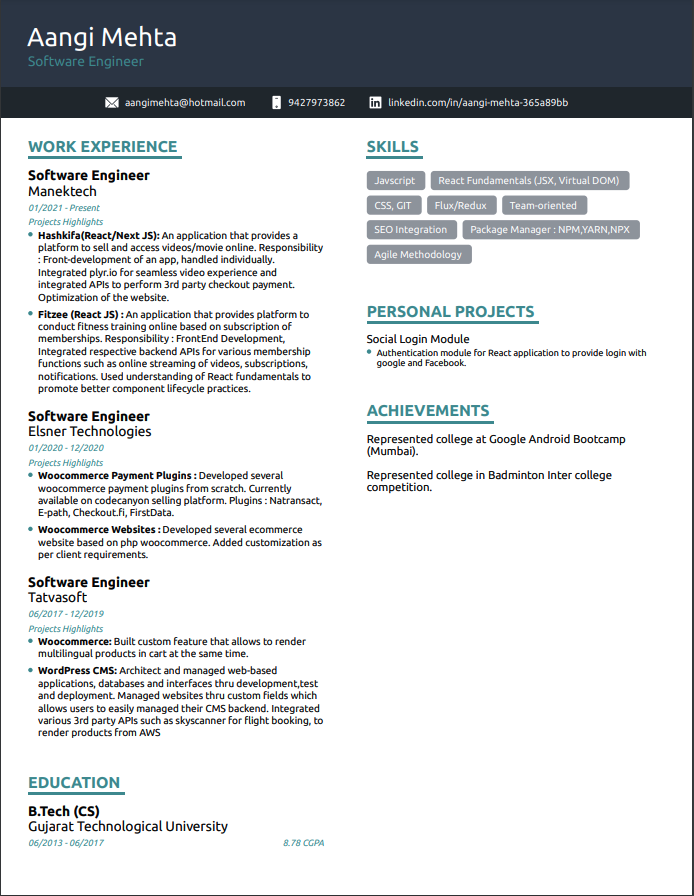 Aangi Mehta
Software Engineer
aangimehta@hotmail.com
9427973862
linkedin.com/in/aangi-mehta-365a89bb
WORK EXPERIENCE
Software Engineer
Manektech
01/2021 - Present
Projects Highlights
Hashkifa(React/Next JS): An application that provides a
platform to sell and access videos/movie online. Responsibility
: Front-development of an app, handled individually.
Integrated plyr.io for seamless video experience and
integrated APIs to perform 3rd party checkout payment.
Optimization of the website.
Fitzee (React JS) : An application that provides platform to
conduct fitness training online based on subscription of
memberships. Responsibility : FrontEnd Development,
Integrated respective backend APIs for various membership
functions such as online streaming of videos, subscriptions,
notifications. Used understanding of React fundamentals to
promote better component lifecycle practices.
Software Engineer
Elsner Technologies
01/2020 - 12/2020
Projects Highlights
Woocommerce Payment Plugins : Developed several
woocommerce payment plugins from scratch. Currently
available on codecanyon selling platform. Plugins : Natransact,
E-path, Checkout.fi, FirstData.
Woocommerce Websites : Developed several ecommerce
website based on php woocommerce. Added customization as
per client requirements.
Software Engineer
Tatvasoft
06/2017 - 12/2019
Projects Highlights
Woocommerce: Built custom feature that allows to render
multilingual products in cart at the same time.
WordPress CMS: Architect and managed web-based
applications, databases and interfaces thru development,test
and deployment. Managed websites thru custom fields which
allows users to easily managed their CMS backend. Integrated
various 3rd party APIs such as skyscanner for flight booking, to
render products from AWS
EDUCATION
B.Tech (CS)
Gujarat Technological University
06/2013 - 06/2017 8.78 CGPA
SKILLS
Javscript React Fundamentals (JSX, Virtual DOM)
CSS, GIT Flux/Redux Team-oriented
SEO Integration Package Manager : NPM,YARN,NPX
Agile Methodology
PERSONAL PROJECTS
Social Login Module
Authentication module for React application to provide login with
google and Facebook.
ACHIEVEMENTS
Represented college at Google Android Bootcamp
(Mumbai).
Represented college in Badminton Inter college
competition.